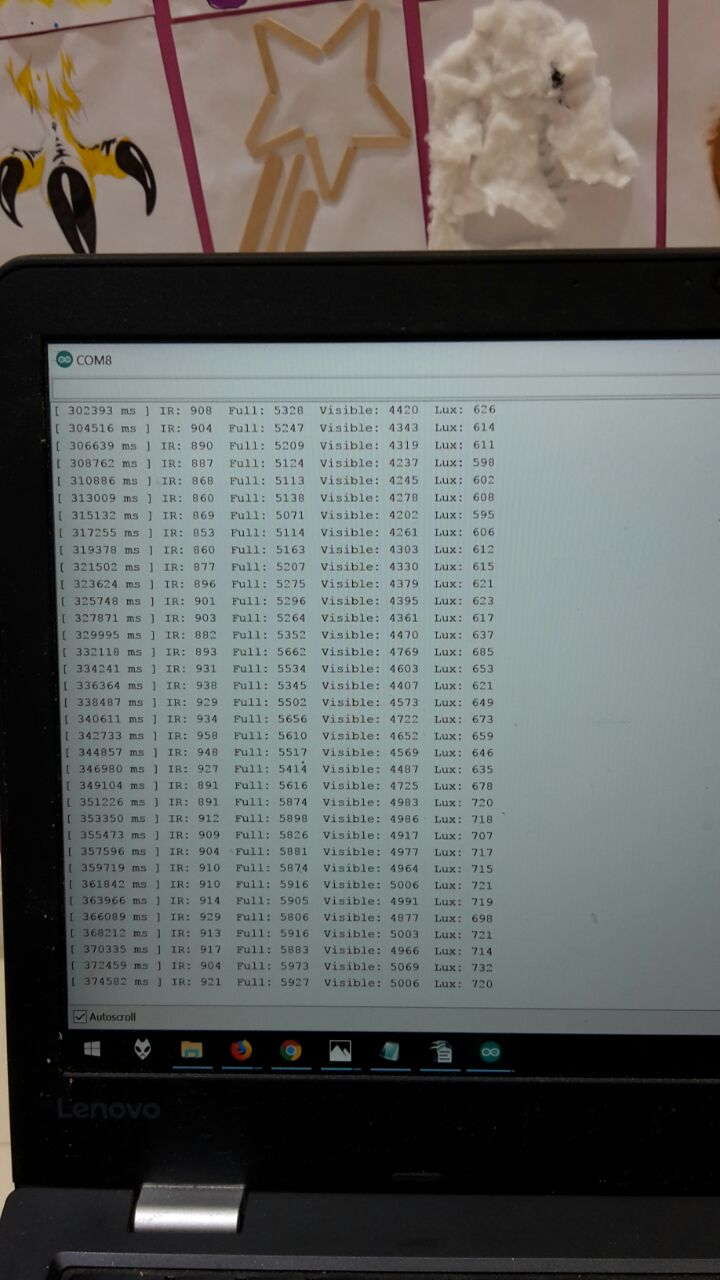 COM8
[ 302393 ms ] IR: 908  Full: 5328  Visible: 4420  Lux: 626
[ 304516 ms ] IR: 904  Full: 5247  Visible: 4343  Lux: 614
[ 306639 ms ] IR: 890  Full: 5209  Visible: 4319  Lux: 611
[ 308762 ms ] IR: 887  Full: 5124  Visible: 4237  Lux: 598
[ 310886 ms ] IR: 868  Full: 5113  Visible: 4245  Lux: 602
[ 313009 ms ] IR: 860  Full: 5138  Visible: 4278  Lux: 608
[ 315132 ms ] IR: 869  Full: 5071  Visible: 4202  Lux: 595
[ 317255 ms ] IR: 853  Full: 5114  Visible: 4261  Lux: 606
[ 319378 ms ] IR: 860  Full: 5163  Visible: 4303  Lux: 612
[ 321502 ms ] IR: 877  Full: 5207  Visible: 4330  Lux: 615
[ 323624 ms ] IR: 896  Full: 5275  Visible: 4379  Lux: 621
[ 325748 ms ] IR: 901  Full: 5296  Visible: 4395  Lux: 623
[ 327871 ms ] IR: 903  Full: 5264  Visible: 4361  Lux: 617
[ 329995 ms ] IR: 882  Full: 5352  Visible: 4470  Lux: 637
[ 332118 ms ] IR: 893  Full: 5662  Visible: 4769  Lux: 685
[ 334241 ms ] IR: 931  Full: 5534  Visible: 4603  Lux: 653
[ 336364 ms ] IR: 938  Full: 5345  Visible: 4407  Lux: 621
[ 338487 ms ] IR: 929  Full: 5502  Visible: 4573  Lux: 649
[ 340611 ms ] IR: 934  Full: 5656  Visible: 4722  Lux: 673
[ 342733 ms ] IR: 958  Full: 5610  Visible: 4652  Lux: 659
[ 344857 ms ] IR: 948  Full: 5517  Visible: 4569  Lux: 646
[ 346980 ms ] IR: 927  Full: 5414  Visible: 4487  Lux: 635
[ 349104 ms ] IR: 891  Full: 5616  Visible: 4725  Lux: 678
[ 351226 ms ] IR: 891  Full: 5874  Visible: 4983  Lux: 720
[ 353350 ms ] IR: 912  Full: 5898  Visible: 4986  Lux: 718
[ 355473 ms ] IR: 909  Full: 5826  Visible: 4917  Lux: 707
[ 357596 ms ] IR: 904  Full: 5881  Visible: 4977  Lux: 717
[ 359719 ms ] IR: 910  Full: 5874  Visible: 4964  Lux: 715
[ 361842 ms ] IR: 910  Full: 5916  Visible: 5006  Lux: 721
[ 363966 ms ] IR: 914  Full: 5905  Visible: 4991  Lux: 719
[ 366089 ms ] IR: 929  Full: 5806  Visible: 4877  Lux: 698
[ 368212 ms ] IR: 913  Full: 5916  Visible: 5003  Lux: 721
[ 370335 ms ] IR: 917  Full: 5883  Visible: 4966  Lux: 714
[ 372459 ms ] IR: 904  Full: 5973  Visible: 5069  Lux: 732
[ 374582 ms ] IR: 921  Full: 5927  Visible: 5006  Lux: 720
Autoscroll
Lenovo